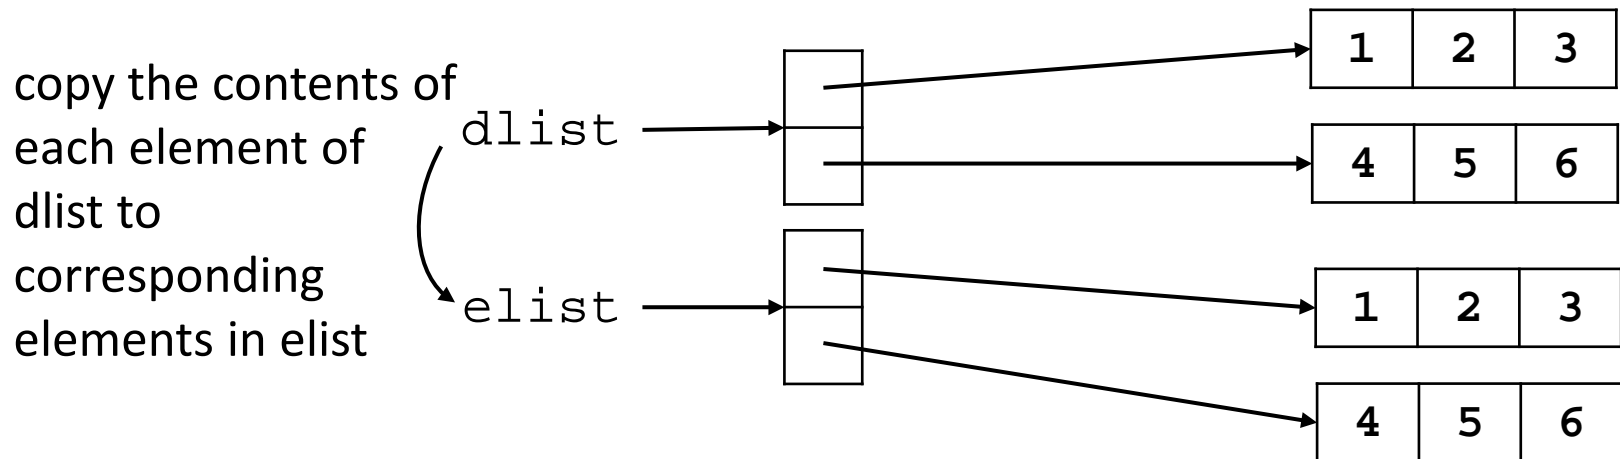 copy the contents of
each element of
dlist to
corresponding
elements in elist
dlist
1 2 3
4 5 6
elist
1 2 3
4 5 6